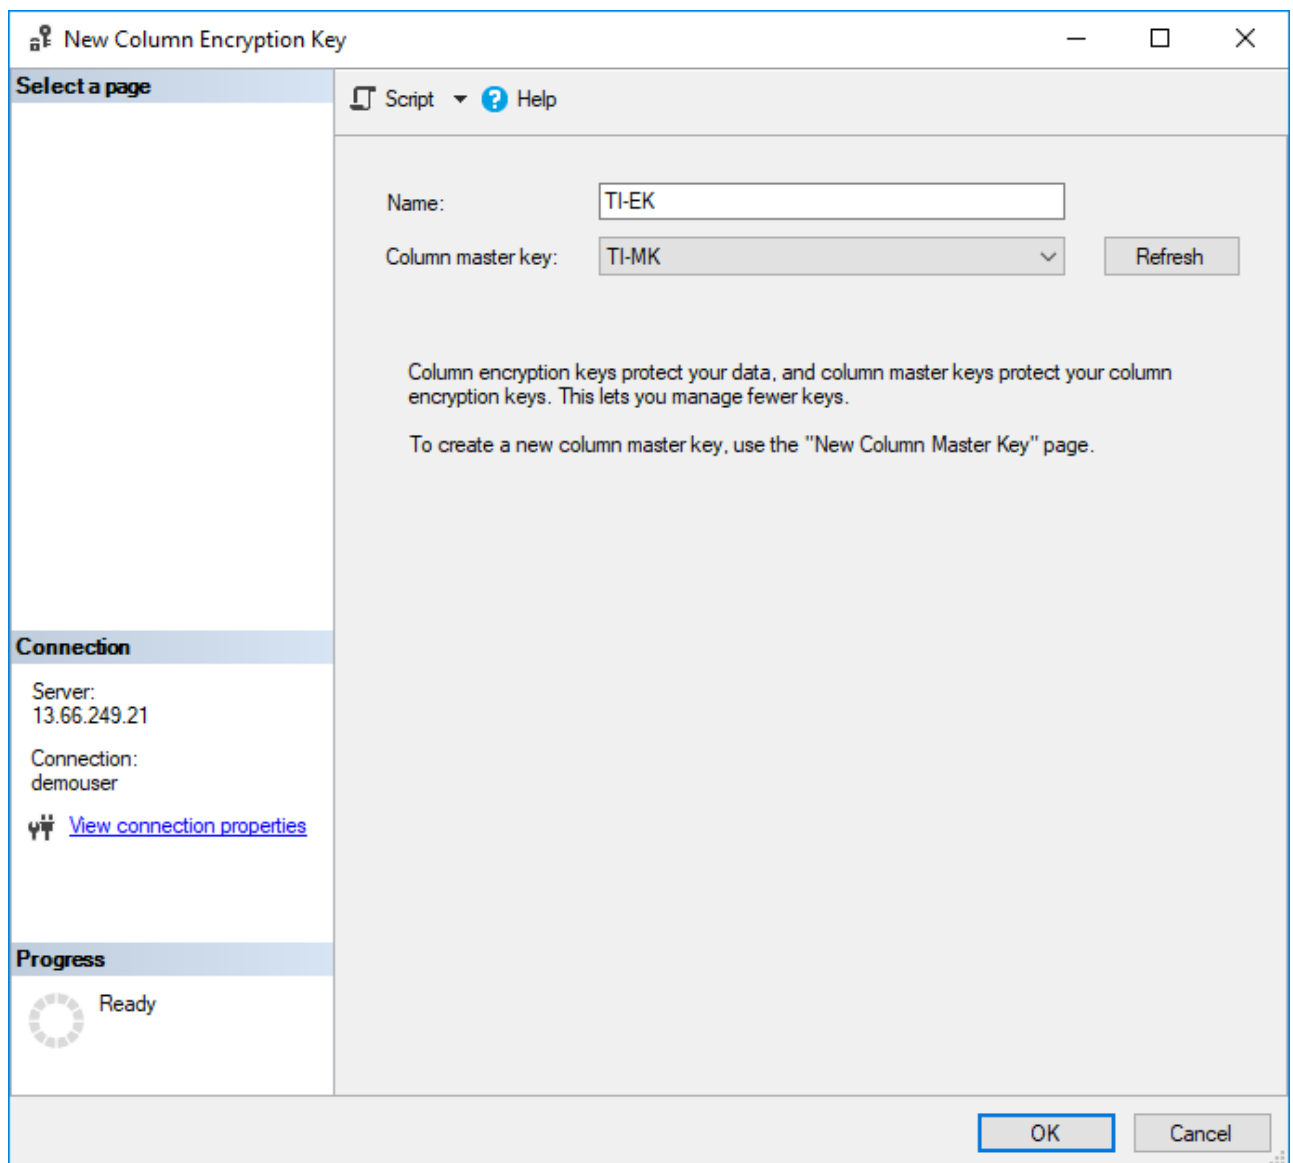 New Column Encryption Key
Select a page
Script
Help
Name:
TI-EK
Column master key:
TI-MK
Refresh
Column encryption keys protect your data, and column master keys protect your column
encryption keys. This lets you manage fewer keys.
To create a new column master key, use the "New Column Master Key" page.
Connection
Server:
13.66.249.21
Connection:
demouser
View connection properties
Progress
Ready
OK
Cancel